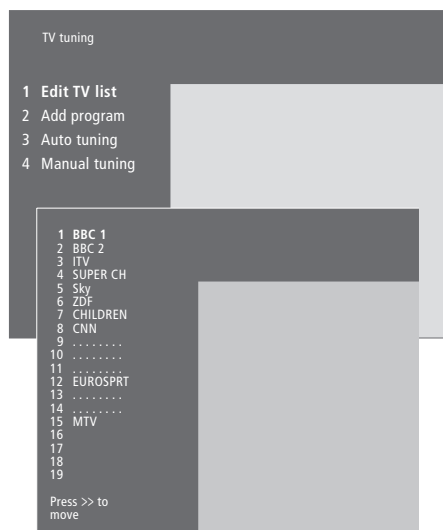 TV tuning
1 Edit TV list
2 Add program
3 Auto tuning
4 Manual tuning
1 BBC 1
2 BBC 2
3 ITV
4 SUPER CH
5 Sky
6 ZDF
7 CHILDREN
8 CNN
9 ........
10 ........
11 ........
12 EUROSPRT
13 ........
14 ........
15 MTV
16
17
18
19
Press >> to
move